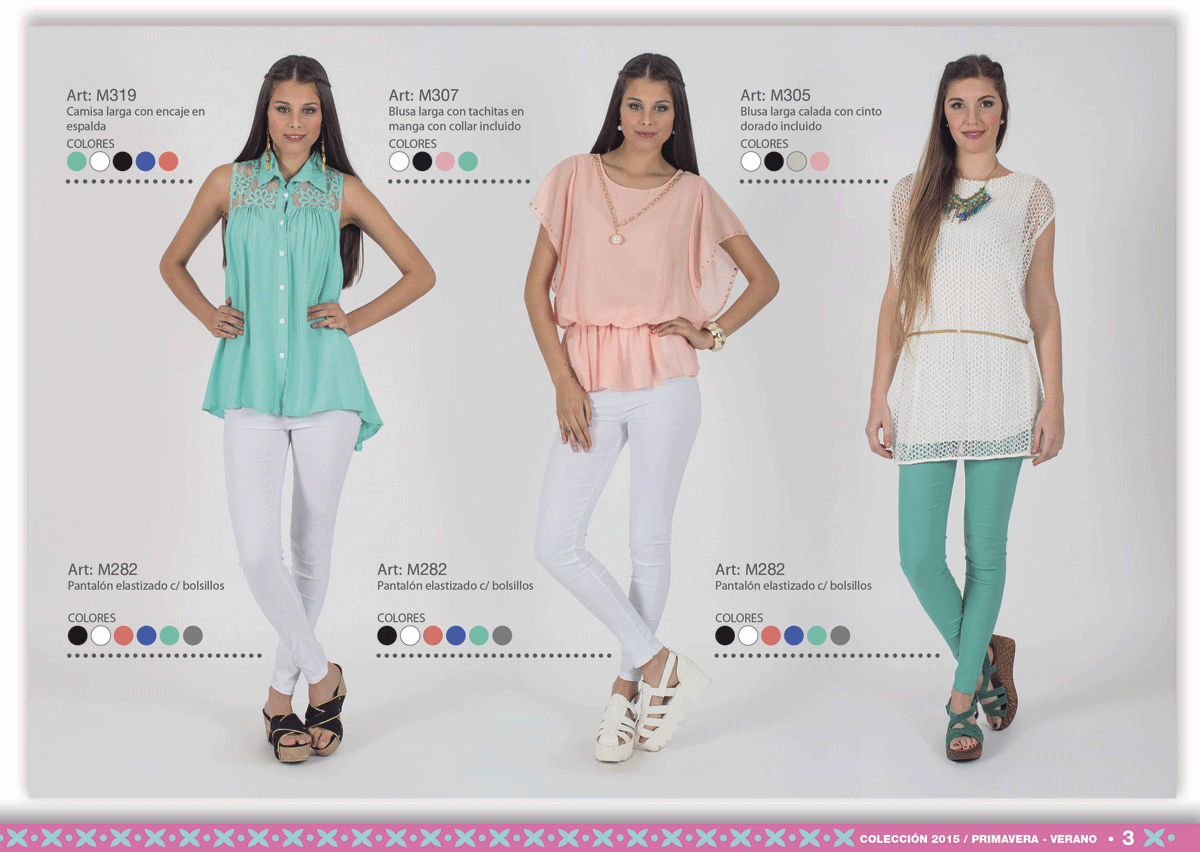 Art: M319
Camisa larga con encaje en
espalda
COLORES
Art: M307
Blusa larga con tachitas en
manga con collar incluido
COLORES
Art: M305
Blusa larga calada con cinto
dorado incluido
COLORES
Art: M282
Pantalón elastizado c/ bolsillos
COLORES
Art: M282
Pantalón elastizado c/ bolsillos
COLORES
Art: M282
Pantalón elastizado c/ bolsillos
COLORES
COLECCIÓN 2015 / PRIMAVERA - VERANO • 3